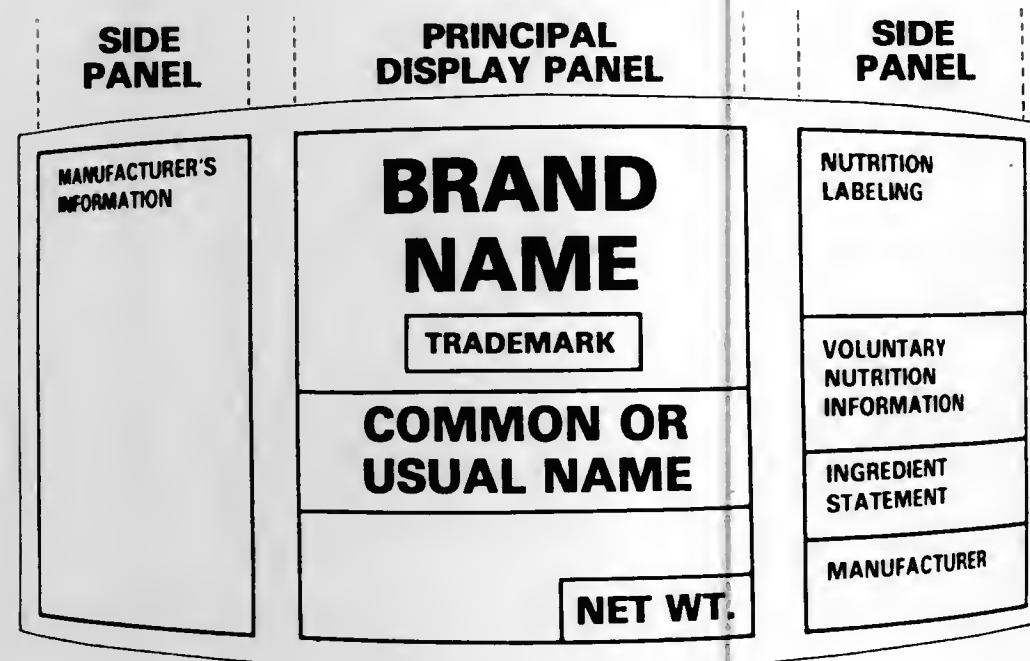 SIDE
PANEL
PRINCIPAL
DISPLAY PANEL
SIDE
PANEL
MANUFACTURER'S
INFORMATION
BRAND
NAME
TRADEMARK
COMMON OR
USUAL NAME
NET WT.
NUTRITION
LABELING
VOLUNTARY
NUTRITION
INFORMATION
INGREDIENT
STATEMENT
MANUFACTURER